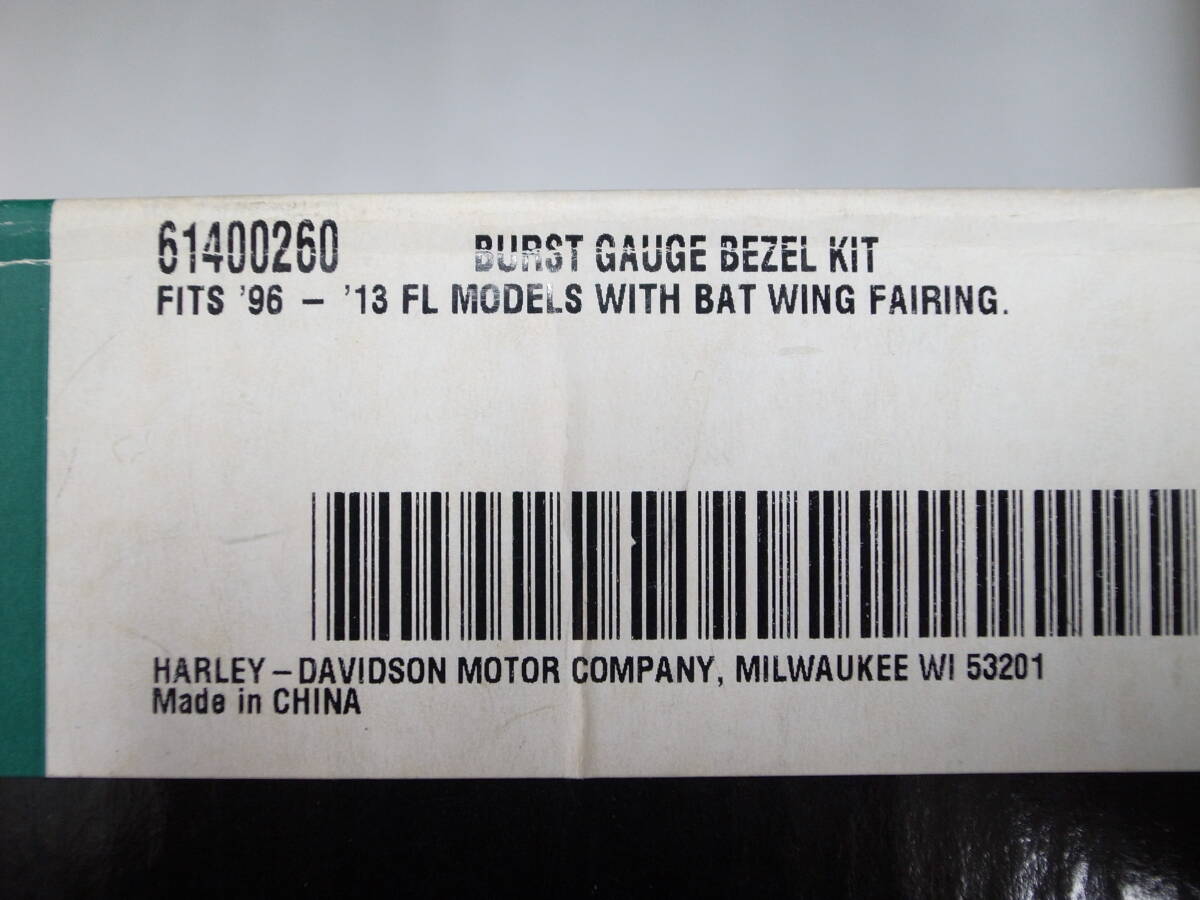 61400260 BURST GAUGE BEZEL KIT
FITS '96 – '13 FL MODELS WITH BAT WING FAIRING.
HARLEY–DAVIDSON MOTOR COMPANY, MILWAUKEE WI 53201
Made in CHINA